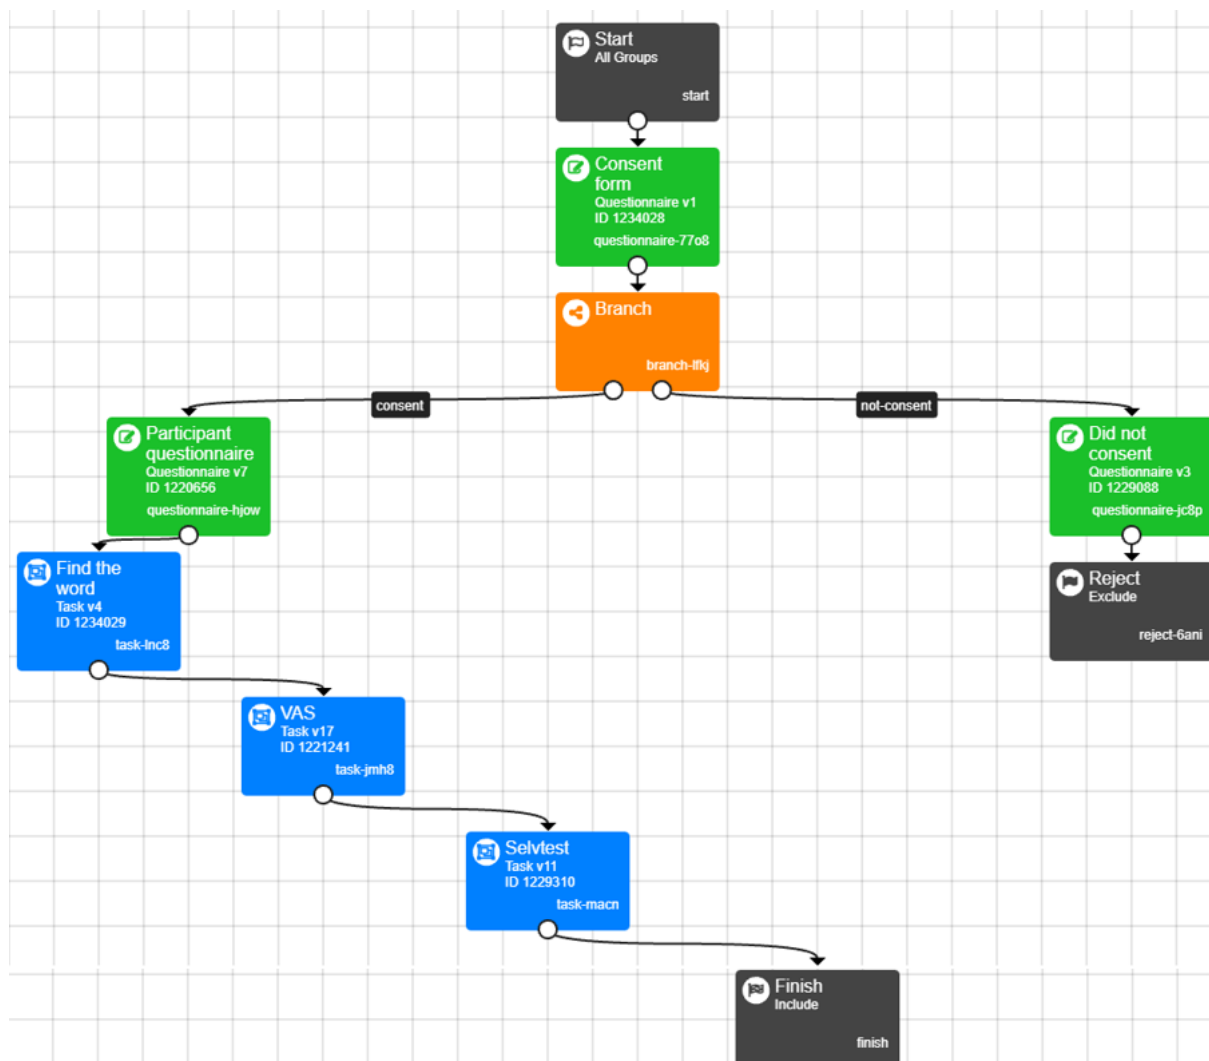 Start
All Groups
start
Consent
form
Questionnaire v1
ID 1234028
questionnaire-77o8
Branch
branch-lfkj
consent
not-consent
Participant
questionnaire
Questionnaire v7
ID 1220656
questionnaire-hjow
Did not
consent
Questionnaire v3
ID 1229088
questionnaire-jc8p
Find the
word
Task v4
ID 1234029
task-lnc8
Reject
Exclude
reject-6ani
VAS
Task v17
ID 1221241
task-jmh8
Selvtest
Task v11
ID 1229310
task-macn
Finish
Include
finish